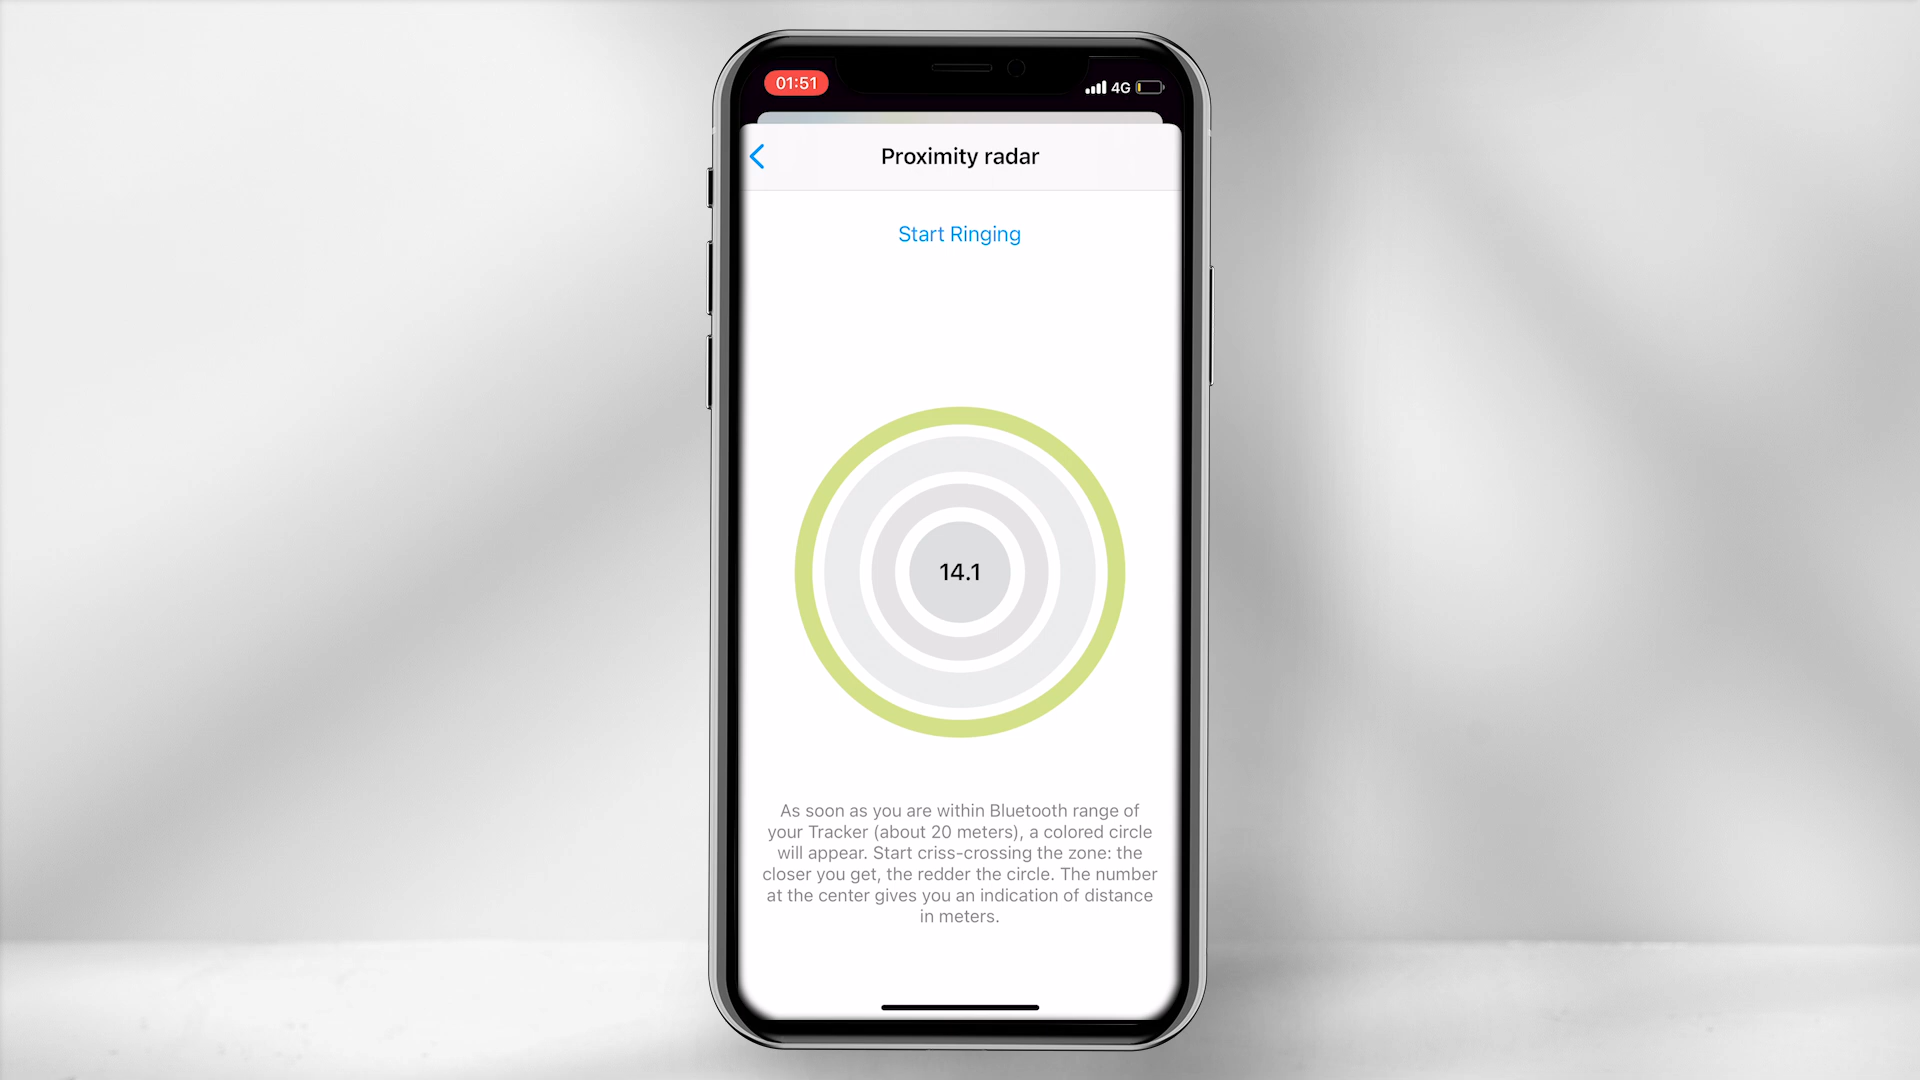 01:51
4G
Proximity radar
Start Ringing
14.1
As soon as you are within Bluetooth range of
your Tracker (about 20 meters), a colored circle
will appear. Start criss-crossing the zone: the
closer you get, the redder the circle. The number
at the center gives you an indication of distance
in meters.